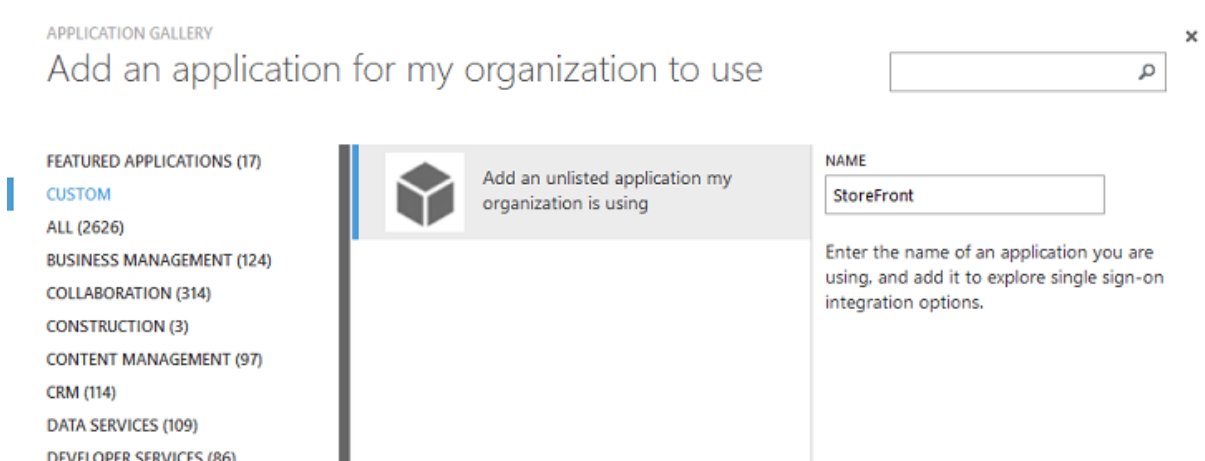 APPLICATION GALLERY
Add an application for my organization to use
FEATURED APPLICATIONS (17)
CUSTOM
ALL (2626)
BUSINESS MANAGEMENT (124)
COLLABORATION (314)
CONSTRUCTION (3)
CONTENT MANAGEMENT (97)
CRM (114)
DATA SERVICES (109)
DEVELOPER SERVICES (86)
Add an unlisted application my
organization is using
NAME
StoreFront
Enter the name of an application you are
using, and add it to explore single sign-on
integration options.